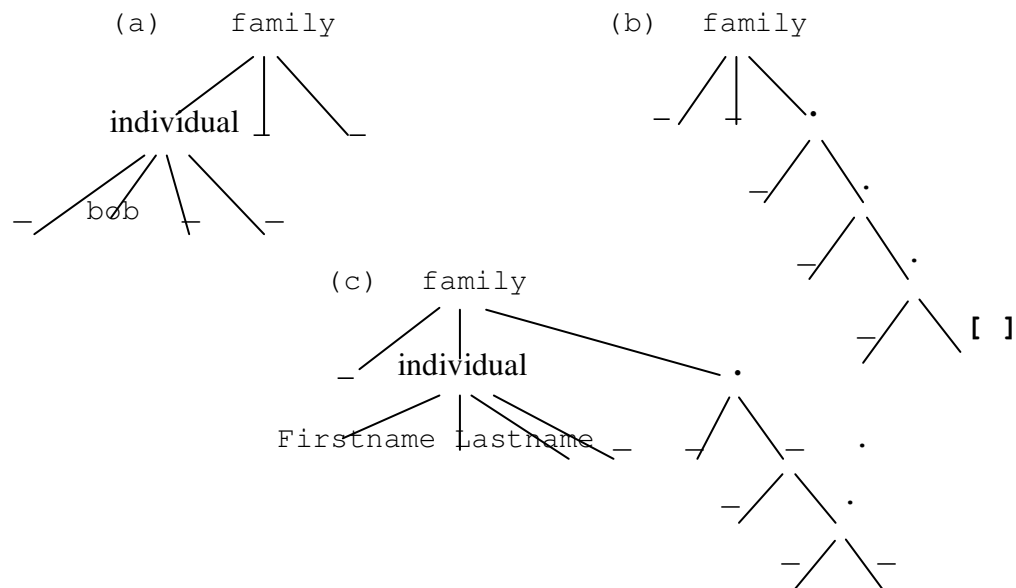 (a) family (b) family
individual _ _ _ _ .
_ bob _ _ _ .
_ .
(c) family
_ [ ]
individual
_ .
Firstname Lastname _ _ _ .
_ .
_ _